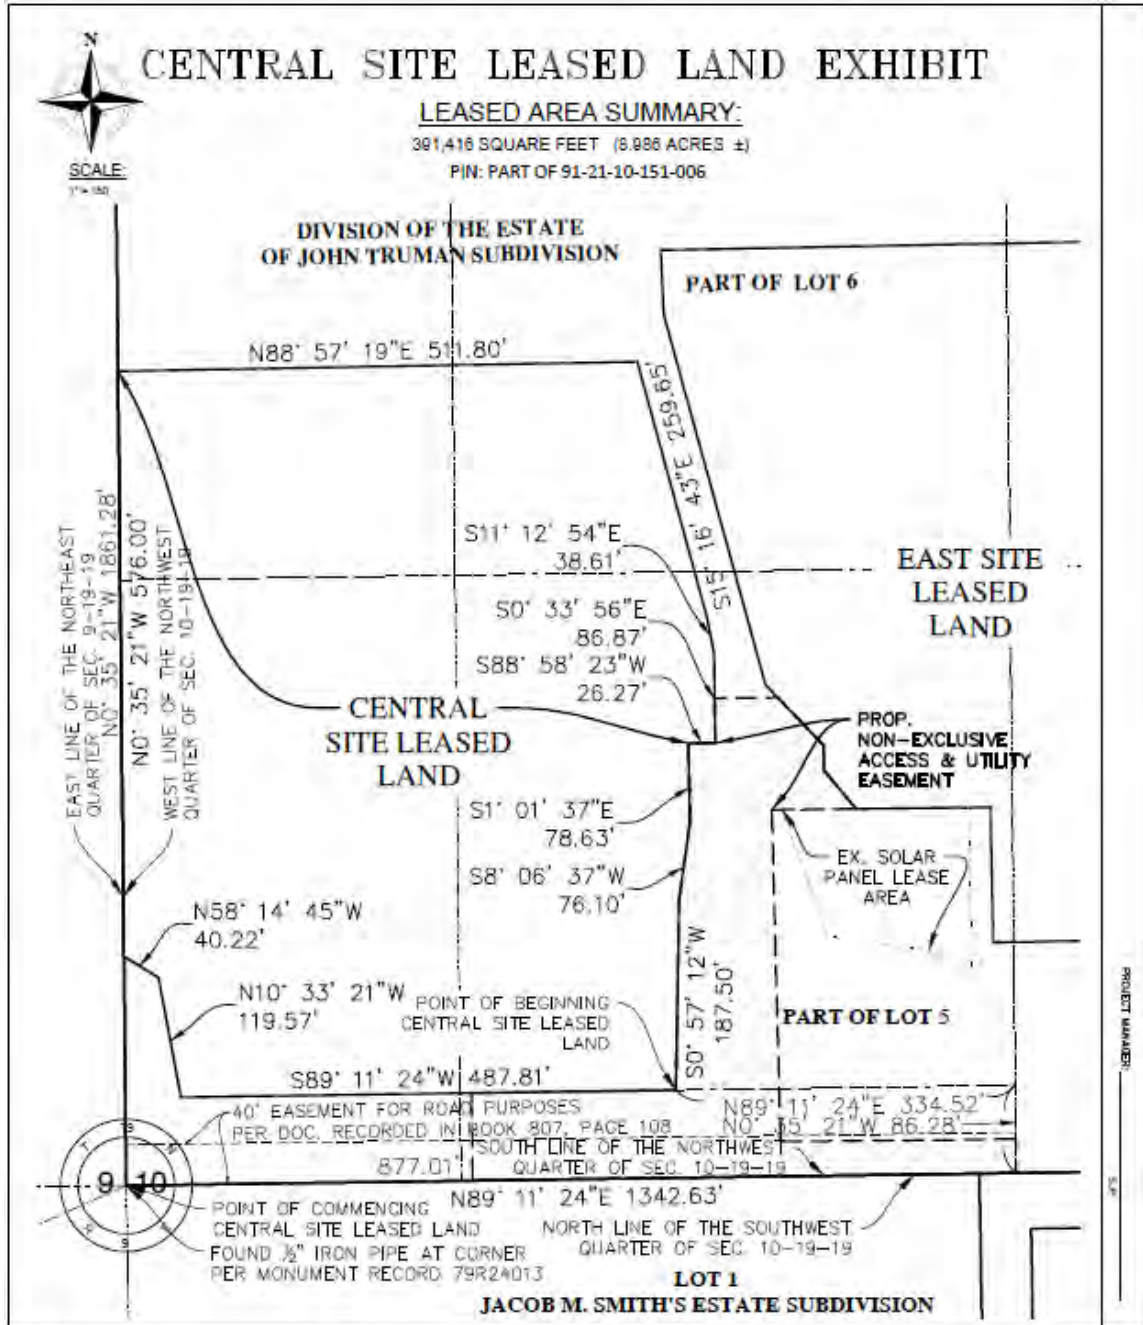 N
CENTRAL SITE LEASED LAND EXHIBIT
LEASED AREA SUMMARY:
391,416 SQUARE FEET (8.986 ACRES ±)
PIN: PART OF 91-21-10-151-006
SCALE:
1" = 150
DIVISION OF THE ESTATE
OF JOHN TRUMAN SUBDIVISION
PART OF LOT 6
N88° 57' 19"E 511.80'
S15° 16' 43"E 259.65'
EAST LINE OF THE NORTHEAST
QUARTER OF SEC. 9-19-19
N0° 35' 21"W 1861.28'
N0° 35' 21"W 576.00'
WEST LINE OF THE NORTHWEST
QUARTER OF SEC. 10-19-19
S11° 12' 54"E
38.61'
S0° 33' 56"E
86.87'
S88° 58' 23"W
26.27'
EAST SITE
LEASED
LAND
CENTRAL
SITE LEASED
LAND
PROP.
NON-EXCLUSIVE
ACCESS & UTILITY
EASEMENT
S1° 01' 37"E
78.63'
S8° 06' 37"W
76.10'
EX. SOLAR
PANEL LEASE
AREA
N58° 14' 45"W
40.22'
N10° 33' 21"W
119.57'
POINT OF BEGINNING
CENTRAL SITE LEASED
LAND
S0° 57' 12"W
187.50'
PART OF LOT 5
S89° 11' 24"W 487.81'
N89° 11' 24"E 334.52'
N0° 35' 21"W 86.28'
40' EASEMENT FOR ROAD PURPOSES
PER DOC. RECORDED IN BOOK 807, PAGE 108
SOUTH LINE OF THE NORTHWEST
QUARTER OF SEC. 10-19-19
877.01'
9 10
N89° 11' 24"E 1342.63'
POINT OF COMMENCING
CENTRAL SITE LEASED LAND
NORTH LINE OF THE SOUTHWEST
QUARTER OF SEC. 10-19-19
FOUND ½" IRON PIPE AT CORNER
PER MONUMENT RECORD 79R24013
LOT 1
JACOB M. SMITH'S ESTATE SUBDIVISION
PROJECT MANAGER: